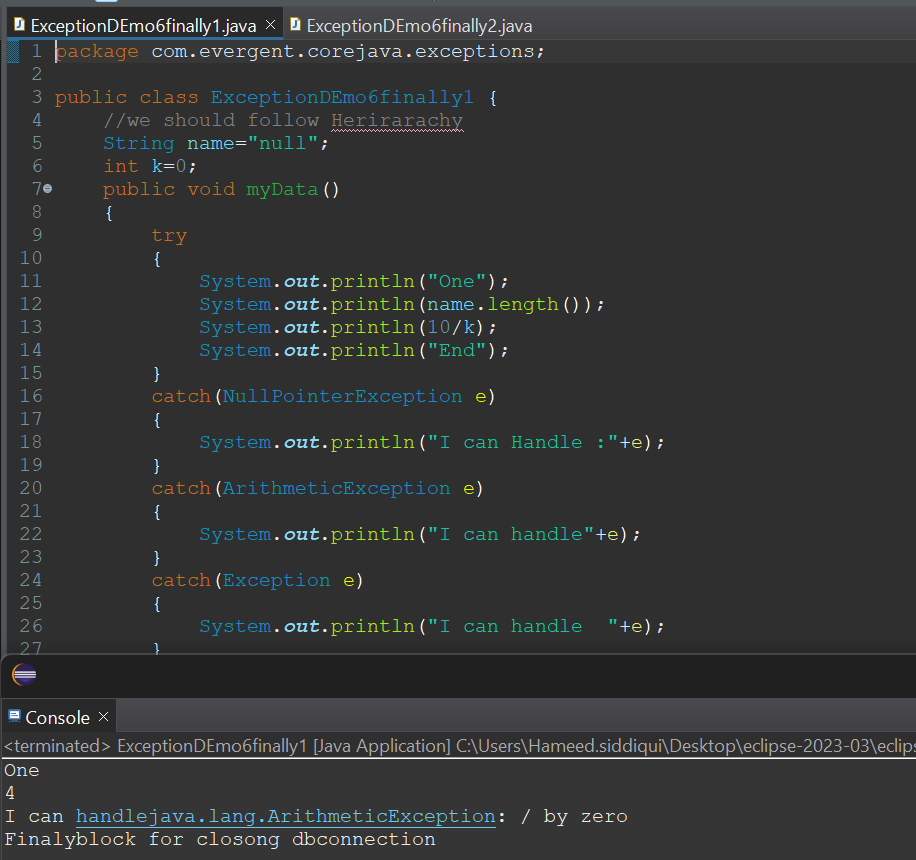 ExceptionDEmo6finally1.java × ExceptionDEmo6finally2.java
1 package com.evergent.corejava.exceptions;
2
3 public class ExceptionDEmo6finally1 {
4 //we should follow Herirarachy
5 String name="null";
6 int k=0;
7 public void myData()
8 {
9 try
10 {
11 System.out.println("One");
12 System.out.println(name.length());
13 System.out.println(10/k);
14 System.out.println("End");
15 }
16 catch(NullPointerException e)
17 {
18 System.out.println("I can Handle :"+e);
19 }
20 catch(ArithmeticException e)
21 {
22 System.out.println("I can handle"+e);
23 }
24 catch(Exception e)
25 {
26 System.out.println("I can handle  "+e);
27 }
Console ×
<terminated> ExceptionDEmo6finally1 [Java Application] C:\Users\Hameed.siddiqui\Desktop\eclipse-2023-03\eclips
One
4
I can handlejava.lang.ArithmeticException: / by zero
Finalyblock for closong dbconnection